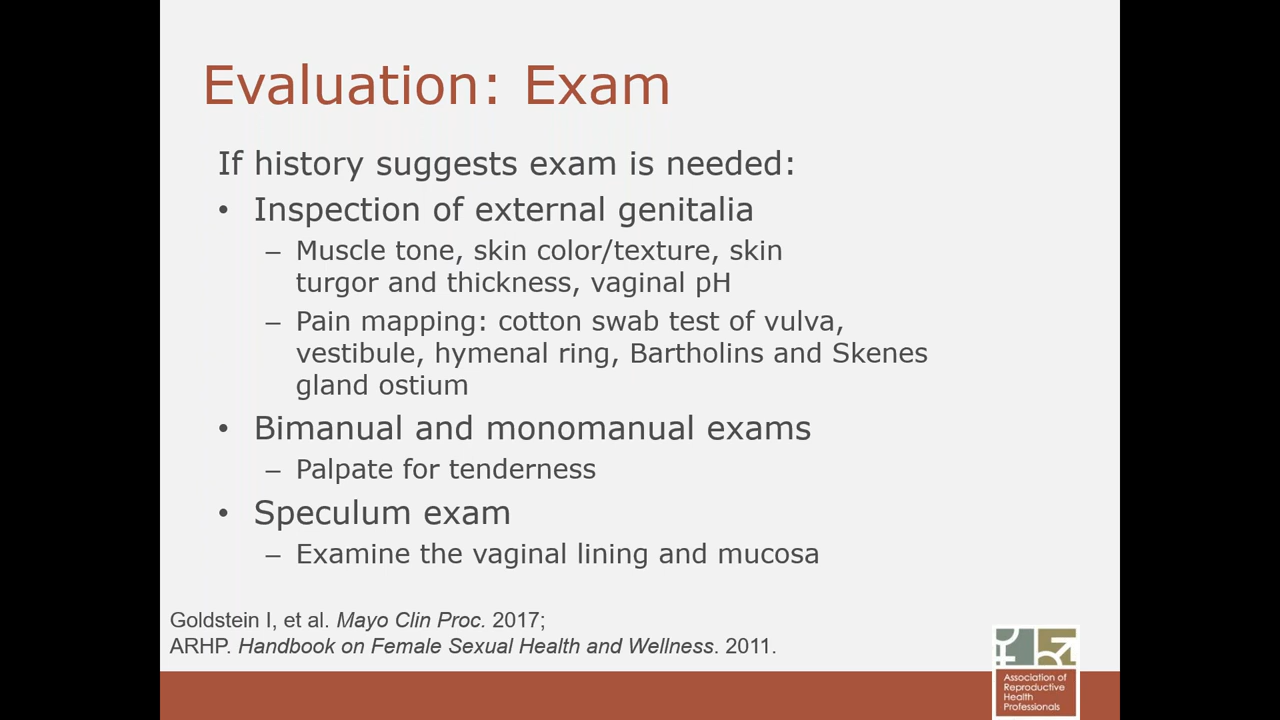 Evaluation: Exam
If history suggests exam is needed:
• Inspection of external genitalia
– Muscle tone, skin color/texture, skin
turgor and thickness, vaginal pH
– Pain mapping: cotton swab test of vulva,
vestibule, hymenal ring, Bartholins and Skenes
gland ostium
• Bimanual and monomanual exams
– Palpate for tenderness
• Speculum exam
– Examine the vaginal lining and mucosa
Goldstein I, et al. Mayo Clin Proc. 2017;
ARHP. Handbook on Female Sexual Health and Wellness. 2011.
Association of
Reproductive
Health
Professionals